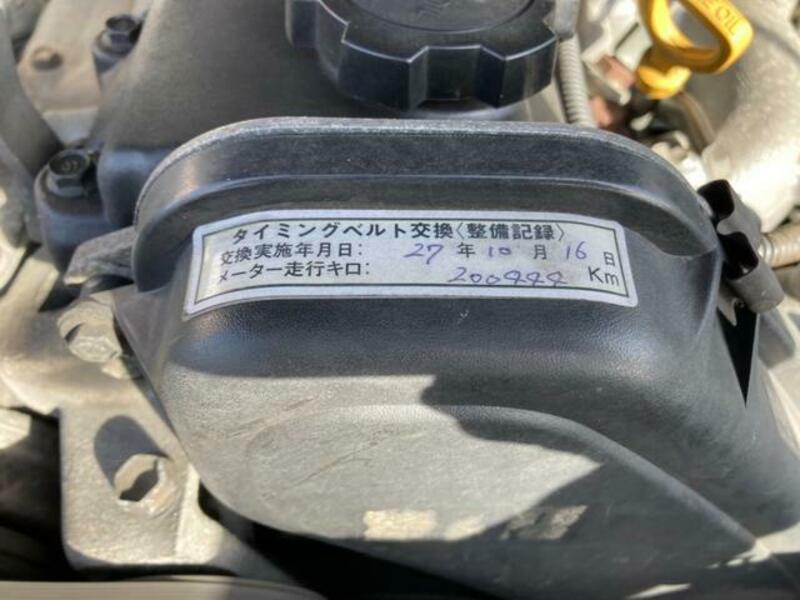 OIL
タイミングベルト交換〈整備記録〉
交換実施年月日: 27 年 10 月 16 日
メーター走行キロ: 200444 Km